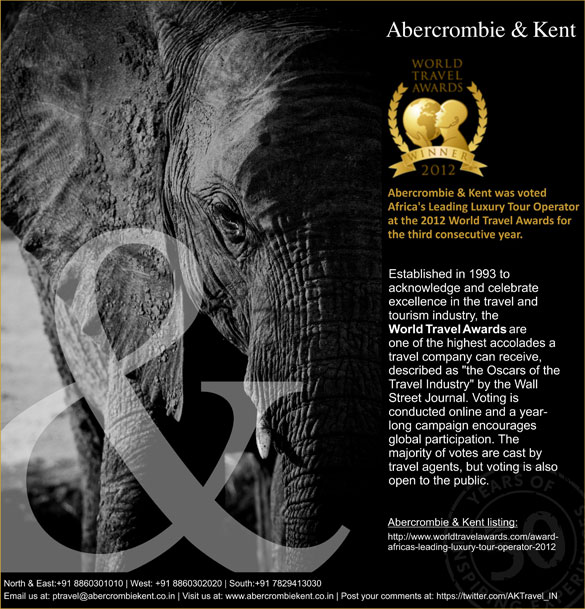 Abercrombie & Kent
WORLD
TRAVEL
AWARDS
WINNER
2012
Abercrombie & Kent was voted
Africa's Leading Luxury Tour Operator
at the 2012 World Travel Awards for
the third consecutive year.
Established in 1993 to
acknowledge and celebrate
excellence in the travel and
tourism industry, the
World Travel Awards are
one of the highest accolades a
travel company can receive,
described as "the Oscars of the
Travel Industry" by the Wall
Street Journal. Voting is
conducted online and a year-
long campaign encourages
global participation. The
majority of votes are cast by
travel agents, but voting is also
open to the public.
&
YEARS OF
50
Abercrombie & Kent listing:
http://www.worldtravelawards.com/award-
africas-leading-luxury-tour-operator-2012
North & East:+91 8860301010 | West: +91 8860302020 | South:+91 7829413030
Email us at: ptravel@abercrombiekent.co.in | Visit us at: www.abercrombiekent.co.in | Post your comments at: https://twitter.com/AKTravel_IN